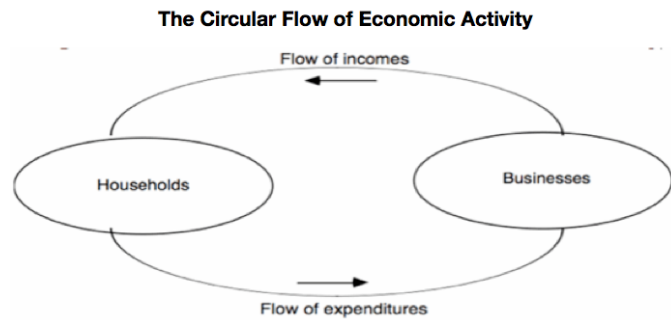 The Circular Flow of Economic Activity
Flow of incomes
Households
Businesses
Flow of expenditures